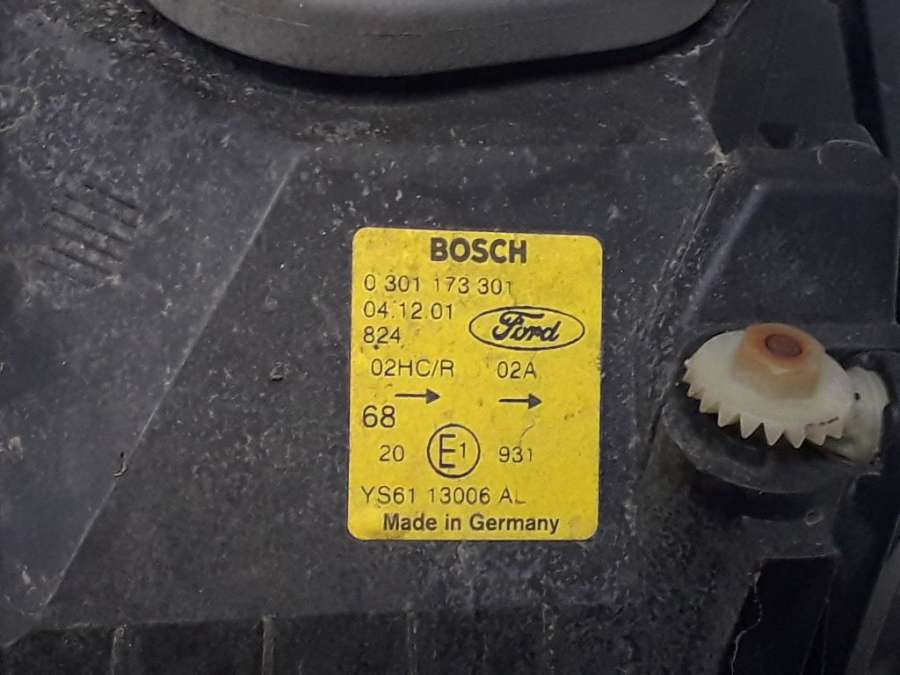 BOSCH
0 301 173 301
04.12.01
Ford
824
02HC/R 02A
→ →
68
20 E1 931
YS61 13006 AL
Made in Germany